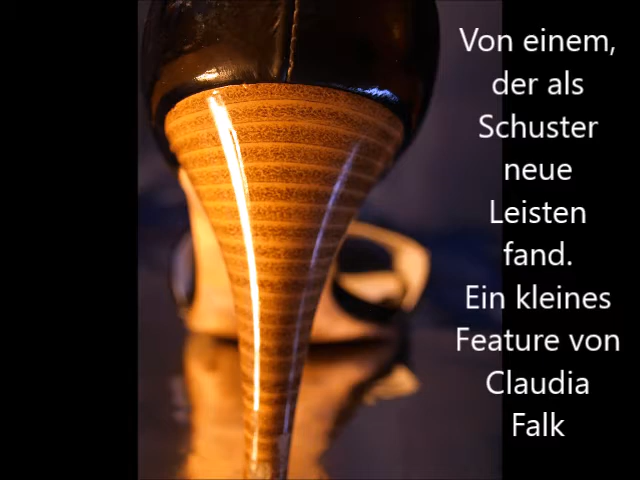 Von einem,
der als
Schuster
neue
Leisten
fand.
Ein kleines
Feature von
Claudia
Falk